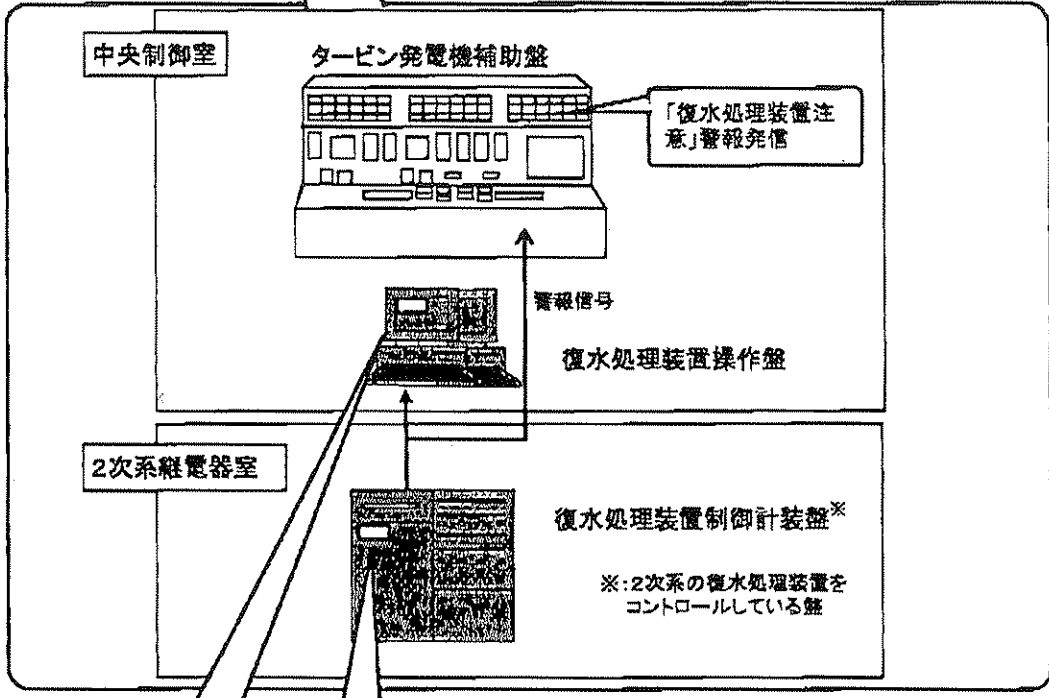 中央制御室
タービン発電機補助盤
「復水処理装置注
意」警報発信
警報信号
復水処理装置操作盤
2次系継電器室
復水処理装置制御計装盤※
※:2次系の復水処理装置を
コントロールしている盤